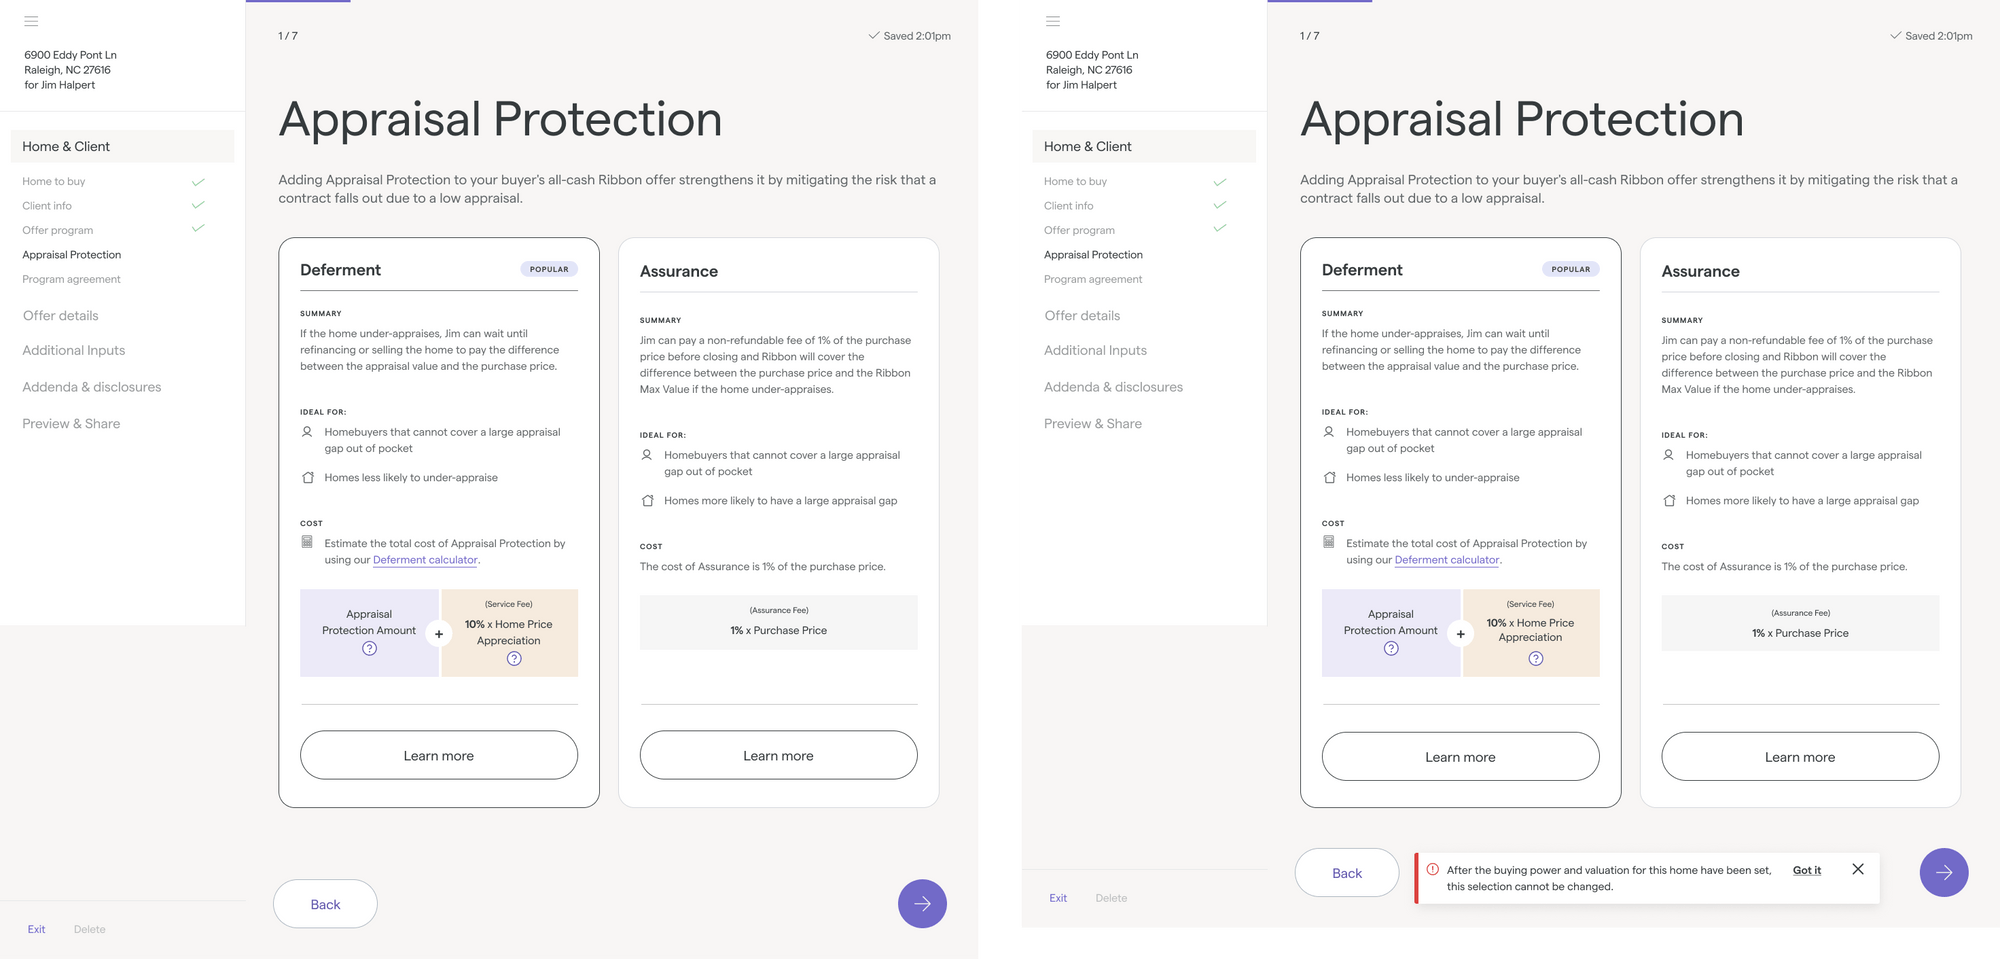 6900 Eddy Pont Ln
Raleigh, NC 27616
for Jim Halpert
Home & Client
Home to buy
Client info
Offer program
Appraisal Protection
Program agreement
Offer details
Additional Inputs
Addenda & disclosures
Preview & Share
Exit
Delete
1 / 7
Saved 2:01pm
Appraisal Protection
Adding Appraisal Protection to your buyer's all-cash Ribbon offer strengthens it by mitigating the risk that a
contract falls out due to a low appraisal.
Deferment
POPULAR
SUMMARY
If the home under-appraises, Jim can wait until
refinancing or selling the home to pay the difference
between the appraisal value and the purchase price.
IDEAL FOR:
Homebuyers that cannot cover a large appraisal
gap out of pocket
Homes less likely to under-appraise
COST
Estimate the total cost of Appraisal Protection by
using our Deferment calculator.
Appraisal
Protection Amount
?
+
(Service Fee)
10% x Home Price
Appreciation
?
Learn more
Assurance
SUMMARY
Jim can pay a non-refundable fee of 1% of the purchase
price before closing and Ribbon will cover the
difference between the purchase price and the Ribbon
Max Value if the home under-appraises.
IDEAL FOR:
Homebuyers that cannot cover a large appraisal
gap out of pocket
Homes more likely to have a large appraisal gap
COST
The cost of Assurance is 1% of the purchase price.
(Assurance Fee)
1% x Purchase Price
Learn more
Back
6900 Eddy Pont Ln
Raleigh, NC 27616
for Jim Halpert
Home & Client
Home to buy
Client info
Offer program
Appraisal Protection
Program agreement
Offer details
Additional Inputs
Addenda & disclosures
Preview & Share
Exit
Delete
1 / 7
Saved 2:01pm
Appraisal Protection
Adding Appraisal Protection to your buyer's all-cash Ribbon offer strengthens it by mitigating the risk that a
contract falls out due to a low appraisal.
Deferment
POPULAR
SUMMARY
If the home under-appraises, Jim can wait until
refinancing or selling the home to pay the difference
between the appraisal value and the purchase price.
IDEAL FOR:
Homebuyers that cannot cover a large appraisal
gap out of pocket
Homes less likely to under-appraise
COST
Estimate the total cost of Appraisal Protection by
using our Deferment calculator.
Appraisal
Protection Amount
?
+
(Service Fee)
10% x Home Price
Appreciation
?
Learn more
Assurance
SUMMARY
Jim can pay a non-refundable fee of 1% of the purchase
price before closing and Ribbon will cover the
difference between the purchase price and the Ribbon
Max Value if the home under-appraises.
IDEAL FOR:
Homebuyers that cannot cover a large appraisal
gap out of pocket
Homes more likely to have a large appraisal gap
COST
The cost of Assurance is 1% of the purchase price.
(Assurance Fee)
1% x Purchase Price
Learn more
Back
After the buying power and valuation for this home have been set,
this selection cannot be changed.
Got it